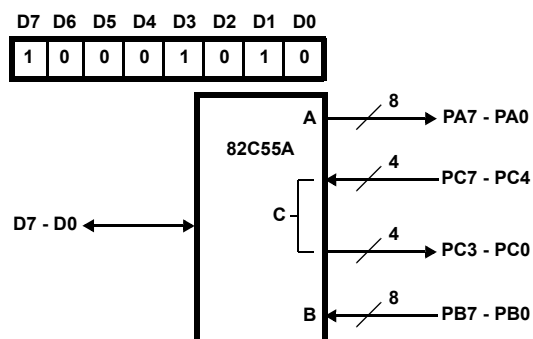 D7 D6 D5 D4 D3 D2 D1 D0
1 0 0 0 1 0 1 0
A
8
PA7 - PA0
82C55A
4
PC7 - PC4
D7 - D0
C
4
PC3 - PC0
B
8
PB7 - PB0